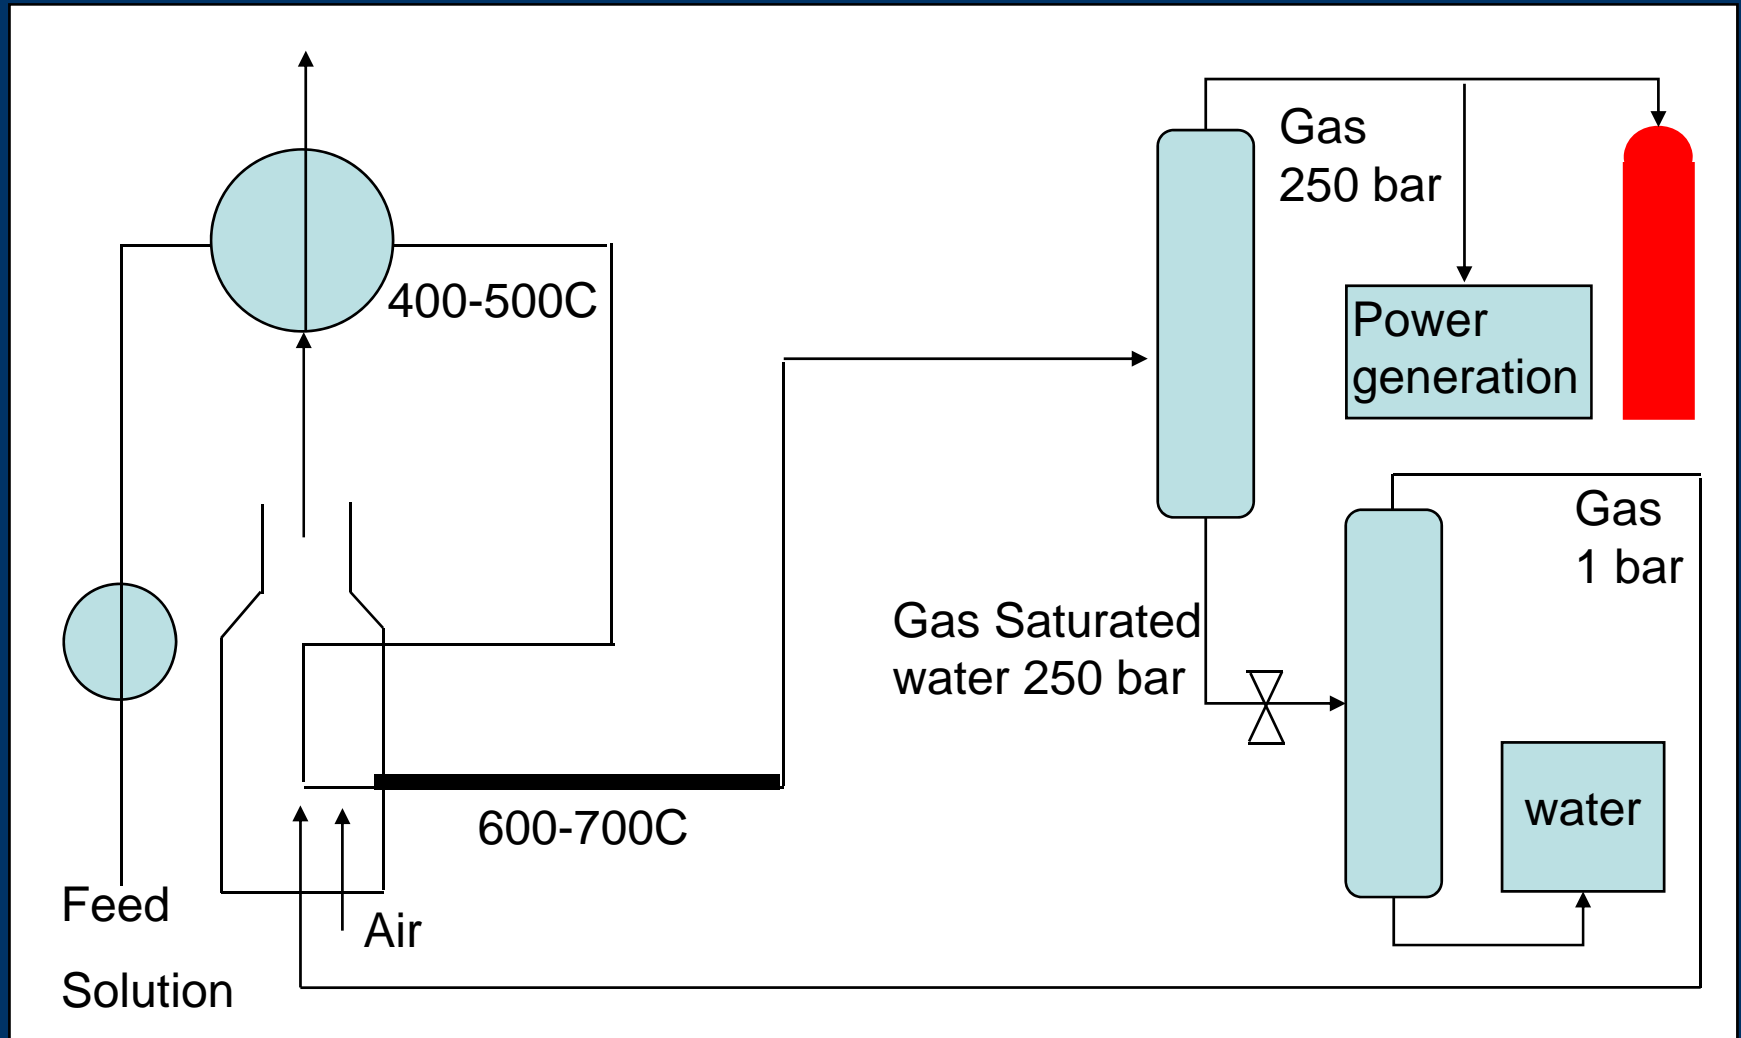 Gas
250 bar
400-500C
Power
generation
Gas
1 bar
Gas Saturated
water 250 bar
water
600-700C
Feed
Solution
Air